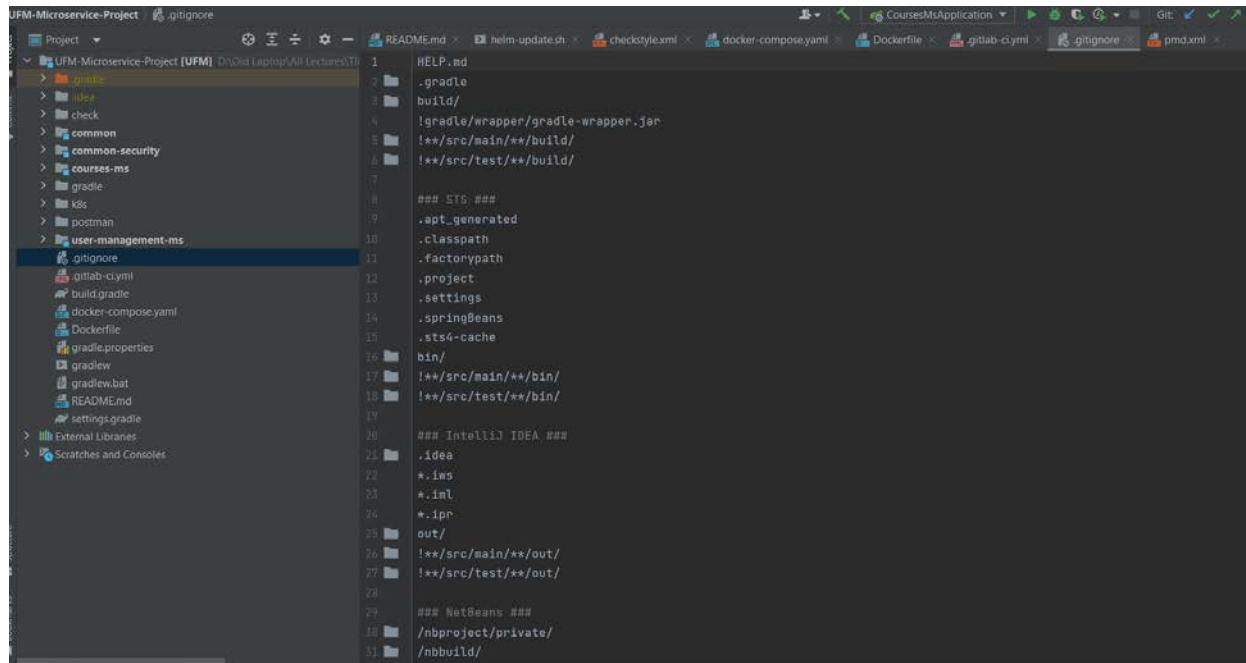 UFM-Microservice-Project .gitignore
CoursesMsApplication
Git:
Project
README.md
helm-update.sh
checkstyle.xml
docker-compose.yaml
Dockerfile
.gitlab-ci.yml
.gitignore
pmd.xml
UFM-Microservice-Project [UFM] D:\Old Laptop\All Lectures\Th
.gradle
.idea
check
common
common-security
courses-ms
gradle
k8s
postman
user-management-ms
.gitignore
.gitlab-ci.yml
build.gradle
docker-compose.yaml
Dockerfile
gradle.properties
gradlew
gradlew.bat
README.md
settings.gradle
External Libraries
Scratches and Consoles
1 HELP.md
2 .gradle
3 build/
4 !gradle/wrapper/gradle-wrapper.jar
5 !**/src/main/**/build/
6 !**/src/test/**/build/
7
8 ### STS ###
9 .apt_generated
10 .classpath
11 .factorypath
12 .project
13 .settings
14 .springBeans
15 .sts4-cache
16 bin/
17 !**/src/main/**/bin/
18 !**/src/test/**/bin/
19
20 ### IntelliJ IDEA ###
21 .idea
22 *.iws
23 *.iml
24 *.ipr
25 out/
26 !**/src/main/**/out/
27 !**/src/test/**/out/
28
29 ### NetBeans ###
30 /nbproject/private/
31 /nbbuild/